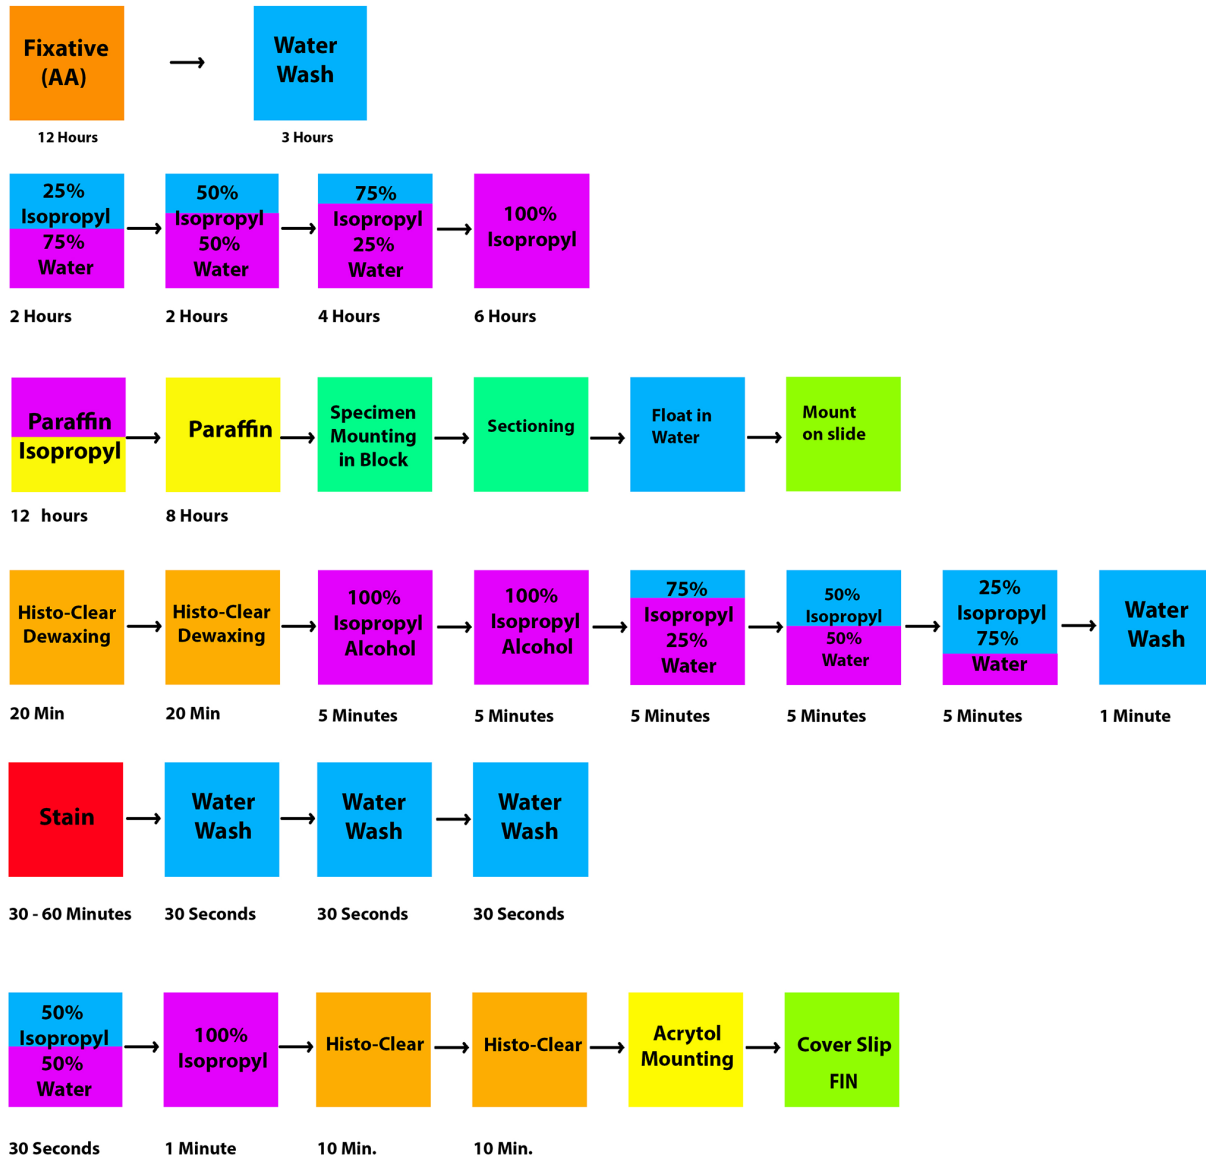 Fixative
(AA)
Water
Wash
12 Hours
3 Hours
25%
Isopropyl
75%
Water
50%
Isopropyl
50%
Water
75%
Isopropyl
25%
Water
100%
Isopropyl
2 Hours
2 Hours
4 Hours
6 Hours
Paraffin
Isopropyl
Paraffin
Specimen
Mounting
in Block
Sectioning
Float in
Water
Mount
on slide
12 hours
8 Hours
Histo-Clear
Dewaxing
Histo-Clear
Dewaxing
100%
Isopropyl
Alcohol
100%
Isopropyl
Alcohol
75%
Isopropyl
25%
Water
50%
Isopropyl
50%
Water
25%
Isopropyl
75%
Water
Water
Wash
20 Min
20 Min
5 Minutes
5 Minutes
5 Minutes
5 Minutes
5 Minutes
1 Minute
Stain
Water
Wash
Water
Wash
Water
Wash
30 - 60 Minutes
30 Seconds
30 Seconds
30 Seconds
50%
Isopropyl
50%
Water
100%
Isopropyl
Histo-Clear
Histo-Clear
Acrytol
Mounting
Cover Slip
FIN
30 Seconds
1 Minute
10 Min.
10 Min.